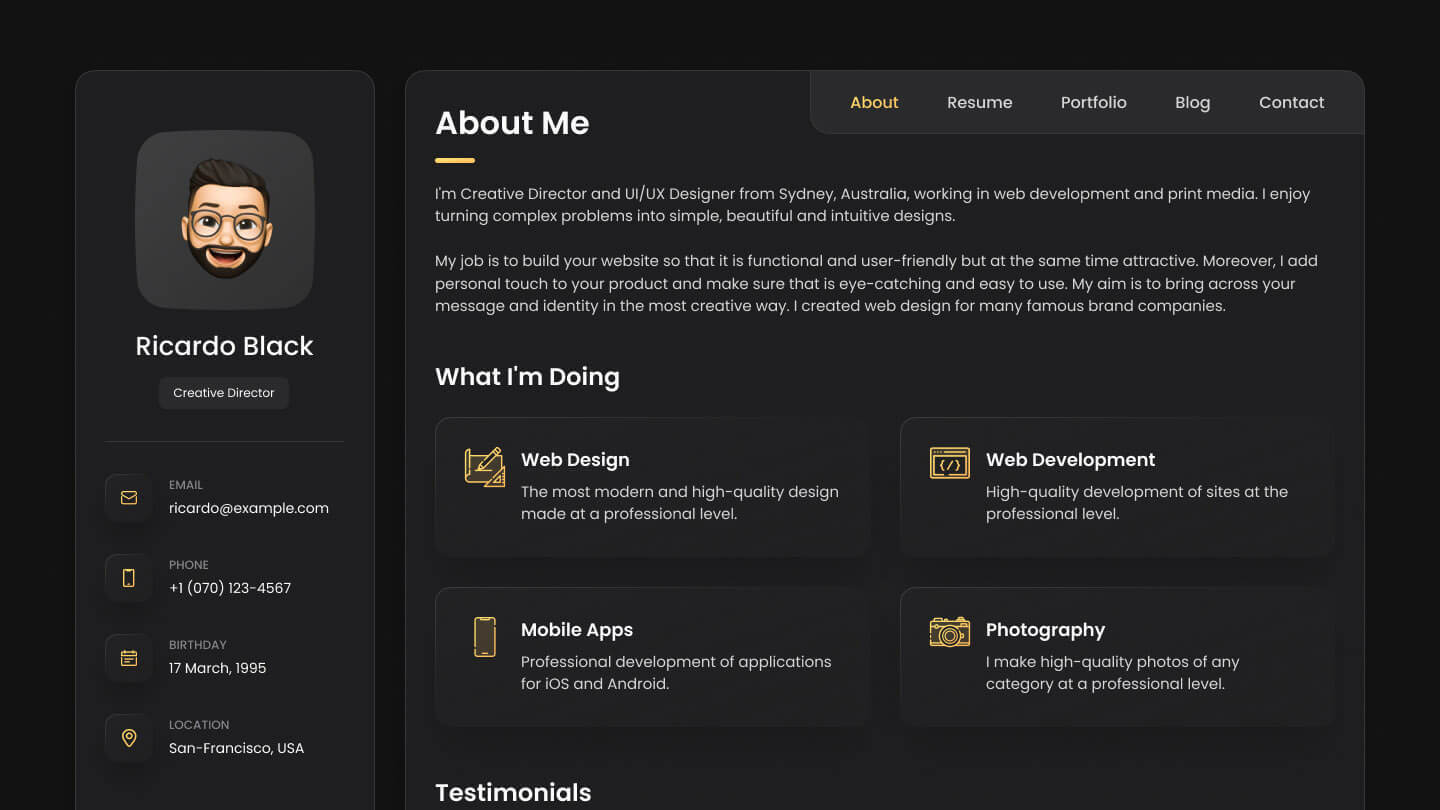 Ricardo Black
Creative Director
EMAIL
ricardo@example.com
PHONE
+1 (070) 123-4567
BIRTHDAY
17 March, 1995
LOCATION
San-Francisco, USA
About Resume Portfolio Blog Contact
About Me
I'm Creative Director and UI/UX Designer from Sydney, Australia, working in web development and print media. I enjoy
turning complex problems into simple, beautiful and intuitive designs.
My job is to build your website so that it is functional and user-friendly but at the same time attractive. Moreover, I add
personal touch to your product and make sure that is eye-catching and easy to use. My aim is to bring across your
message and identity in the most creative way. I created web design for many famous brand companies.
What I'm Doing
Web Design
The most modern and high-quality design
made at a professional level.
Web Development
High-quality development of sites at the
professional level.
Mobile Apps
Professional development of applications
for iOS and Android.
Photography
I make high-quality photos of any
category at a professional level.
Testimonials